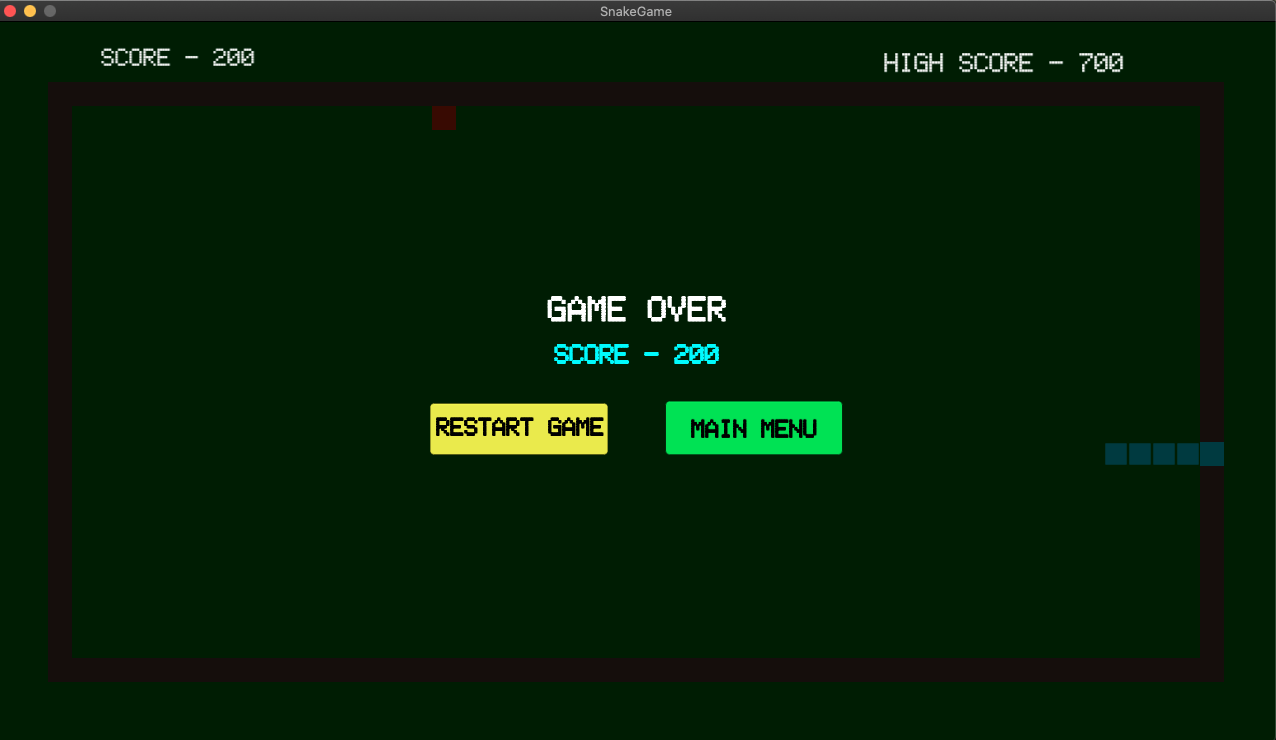 SnakeGame
SCORE - 200
HIGH SCORE - 700
GAME OVER
SCORE - 200
RESTART GAME
MAIN MENU